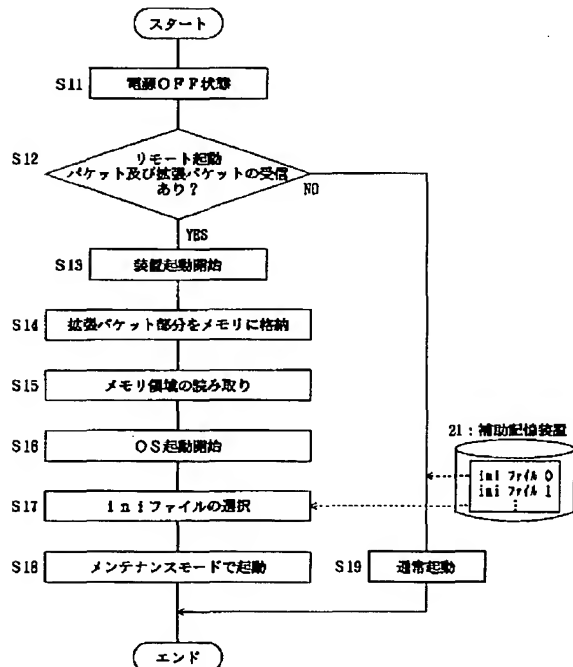 スタート
S11
電源OFF状態
S12
リモート起動
パケット及び拡張パケットの受信
あり?
NO
YES
S13
装置起動開始
S14
拡張パケット部分をメモリに格納
S15
メモリ領域の読み取り
S16
OS起動開始
21:補助記憶装置
iniファイル0
iniファイル1
S17
iniファイルの選択
S18
メンテナンスモードで起動
S19
通常起動
エンド